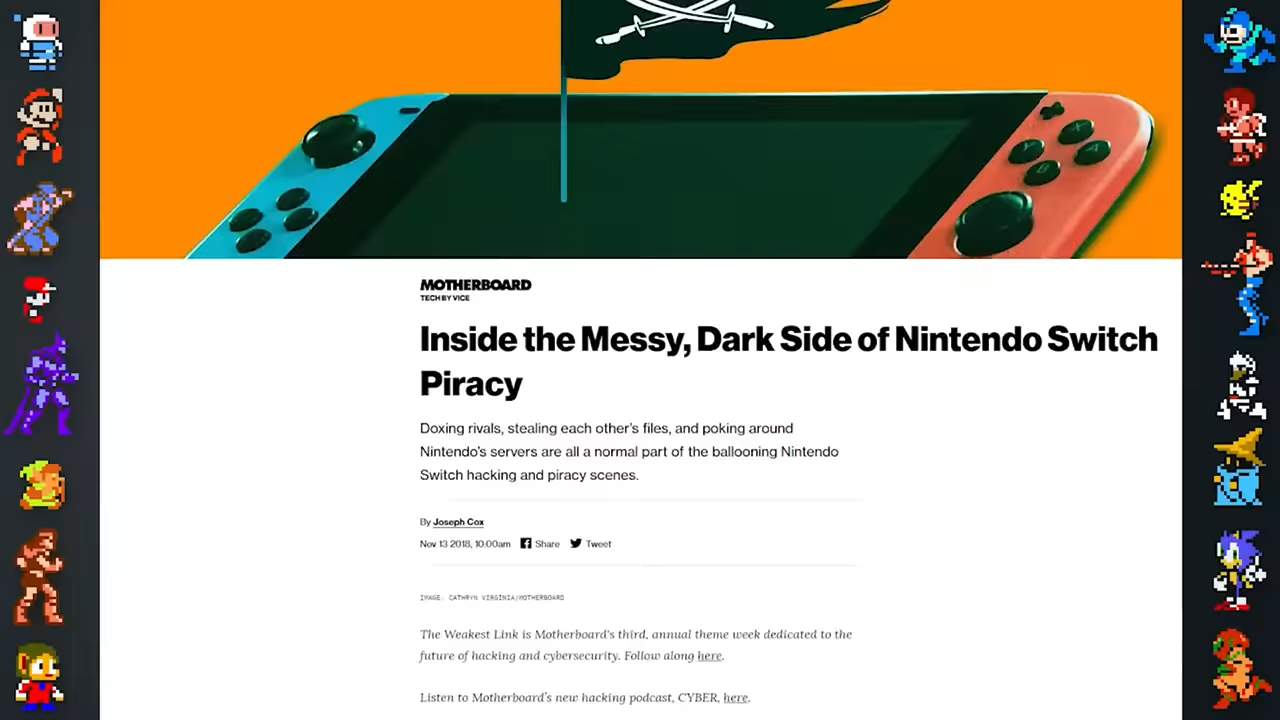 MOTHERBOARD
TECH BY VICE
Inside the Messy, Dark Side of Nintendo Switch
Piracy
Doxing rivals, stealing each other's files, and poking around
Nintendo's servers are all a normal part of the ballooning Nintendo
Switch hacking and piracy scenes.
By Joseph Cox
Nov 13 2018, 10:00am Share Tweet
IMAGE: CATHRYN VIRGINIA/MOTHERBOARD
The Weakest Link is Motherboard's third, annual theme week dedicated to the
future of hacking and cybersecurity. Follow along here.
Listen to Motherboard's new hacking podcast, CYBER, here.